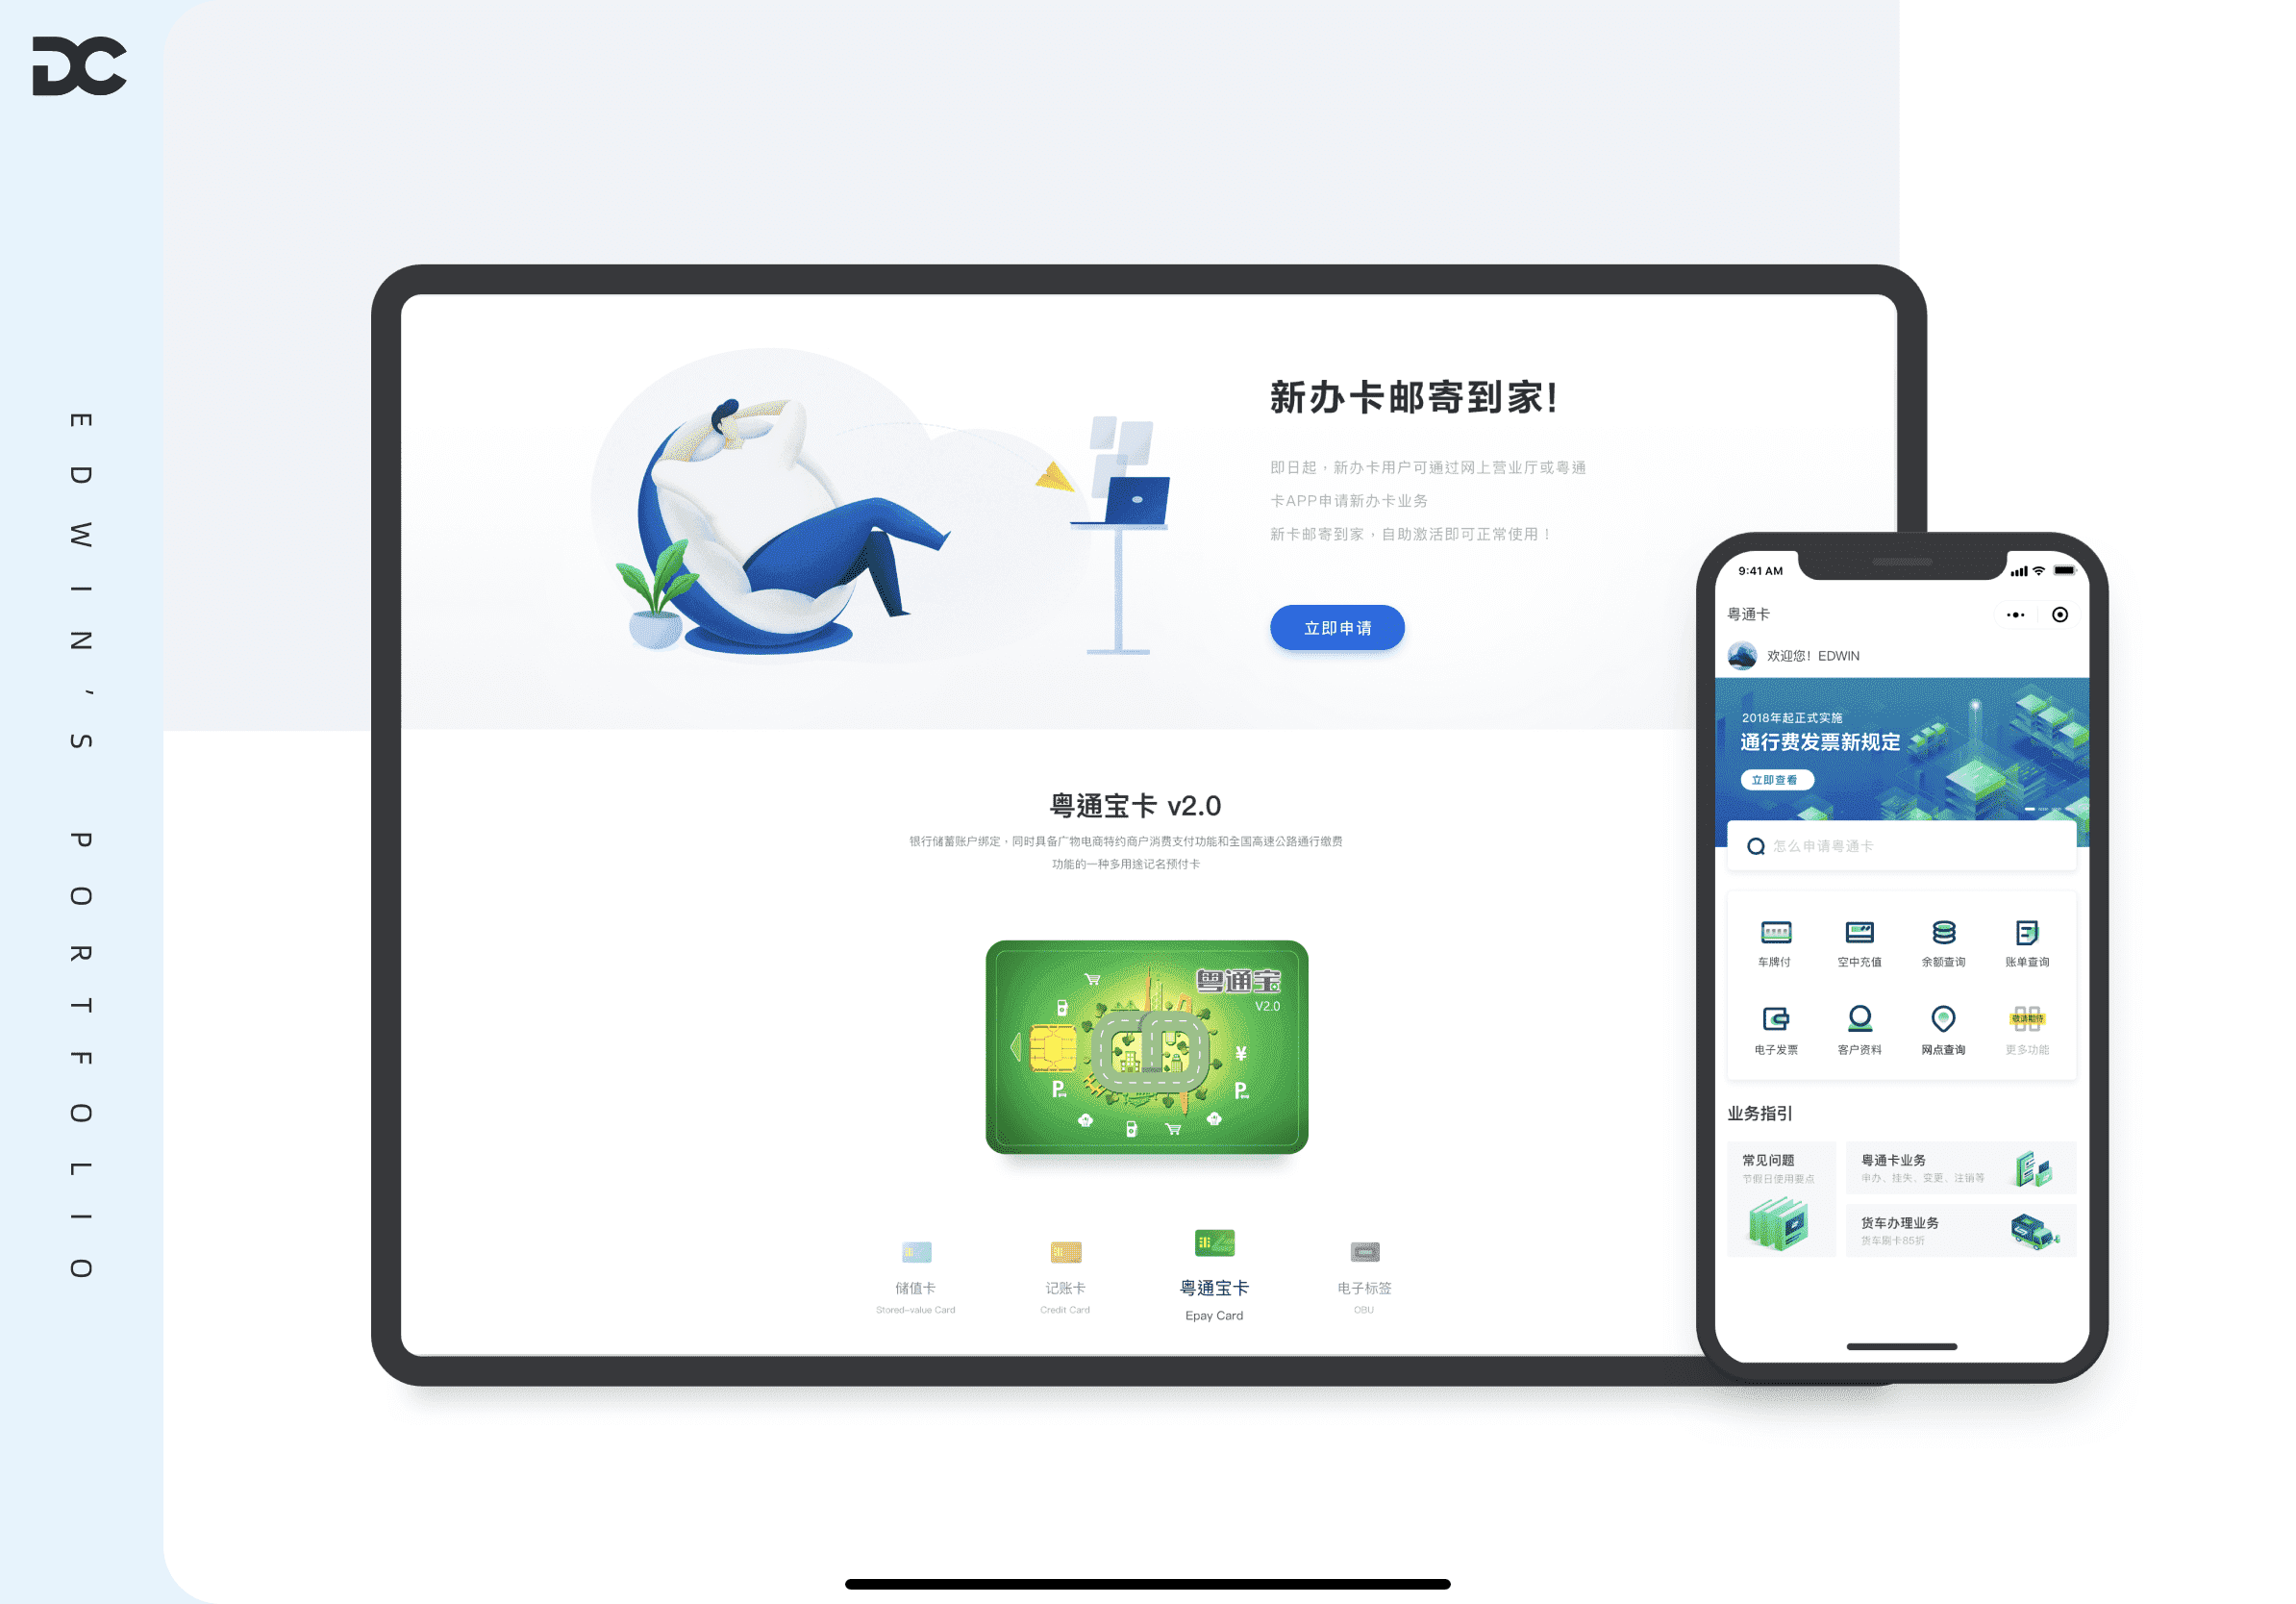 DC
EDWIN'S PORTFOLIO
新办卡邮寄到家!
即日起，新办卡用户可通过网上营业厅或粤通
卡APP申请新办卡业务
新卡邮寄到家，自助激活即可正常使用！
立即申请
粤通宝卡 v2.0
银行储蓄账户绑定，同时具备广物电商特约商户消费支付功能和全国高速公路通行缴费
功能的一种多用途记名预付卡
粤通宝
V2.0
¥
P
P
储值卡
Stored-value Card
记账卡
Credit Card
粤通宝卡
Epay Card
电子标签
OBU
9:41 AM
粤通卡
欢迎您！EDWIN
2018年起正式实施
通行费发票新规定
立即查看
怎么申请粤通卡
车牌付
空中充值
余额查询
账单查询
电子发票
客户资料
网点查询
敬请期待
更多功能
业务指引
常见问题
节假日使用要点
粤通卡业务
申办、挂失、变更、注销等
货车办理业务
货车刷卡85折